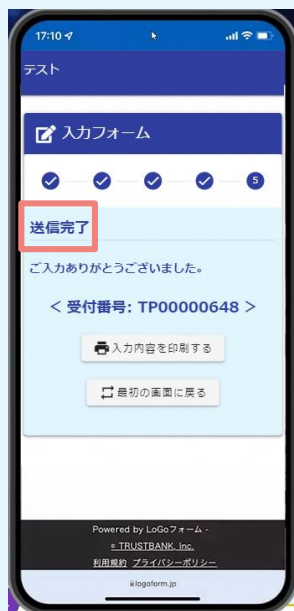 17:10
テスト
入力フォーム
5
送信完了
ご入力ありがとうございました。
< 受付番号: TP00000648 >
入力内容を印刷する
最初の画面に戻る
Powered by LoGoフォーム -
© TRUSTBANK, Inc.
利用規約 プライバシーポリシー
logoform.jp